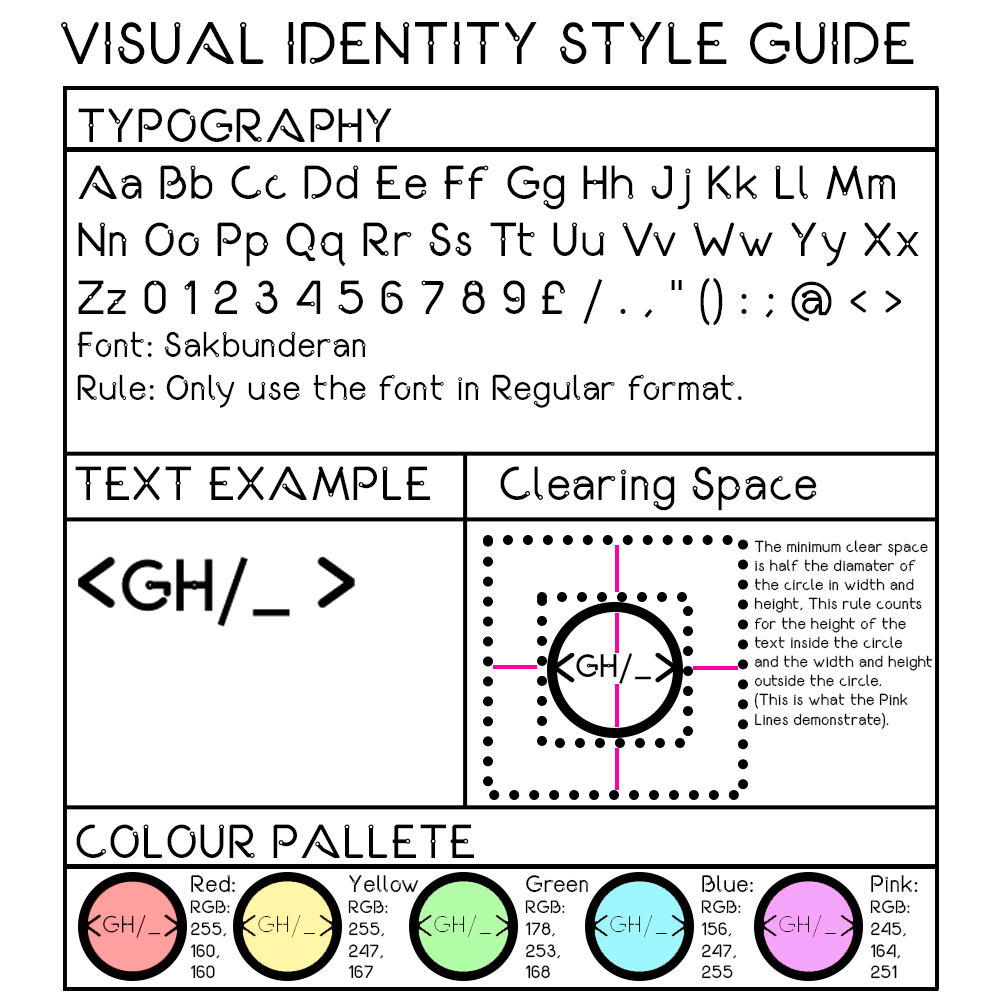 VISUAL IDENTITY STYLE GUIDE
TYPOGRAPHY
Aa Bb Cc Dd Ee Ff Gg Hh Jj Kk Ll Mm
Nn Oo Pp Qq Rr Ss Tt Uu Vv Ww Yy Xx
Zz 0 1 2 3 4 5 6 7 8 9 £ / . , " () : ; @ < >
Font: Sakbunderan
Rule: Only use the font in Regular format.
TEXT EXAMPLE
<GH/_ >
Clearing Space
<GH/_>
The minimum clear space
is half the diamater of
the circle in width and
height, This rule counts
for the height of the
text inside the circle
and the width and height
outside the circle.
(This is what the Pink
Lines demonstrate).
COLOUR PALLETE
<GH/_>
Red:
RGB:
255,
160,
160
<GH/_>
Yellow
RGB:
255,
247,
167
<GH/_>
Green
RGB:
178,
253,
168
<GH/_>
Blue:
RGB:
156,
247,
255
<GH/_>
Pink:
RGB:
245,
164,
251